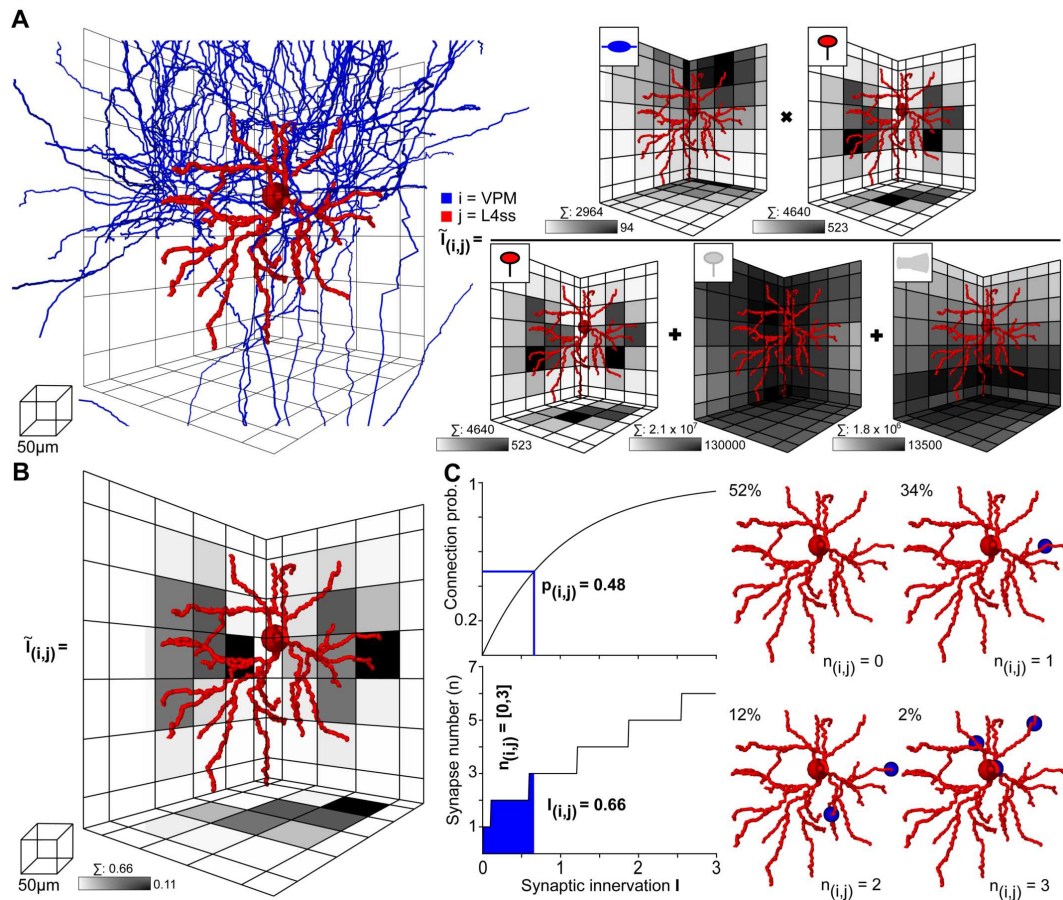 A
i = VPM
j = L4ss
50µm
Ĩ(i,j) =
∑: 2964
94
×
∑: 4640
523
∑: 4640
523
+
∑: 2.1 x 10⁷
130000
+
∑: 1.8 x 10⁶
13500
B
Ĩ(i,j) =
50µm
∑: 0.66
0.11
C
Connection prob.
1
0.2
p(i,j) = 0.48
Synapse number (n)
7
5
3
1
n(i,j) = [0,3]
I(i,j) = 0.66
0
1
2
3
Synaptic innervation I
52%
n(i,j) = 0
34%
n(i,j) = 1
12%
n(i,j) = 2
2%
n(i,j) = 3